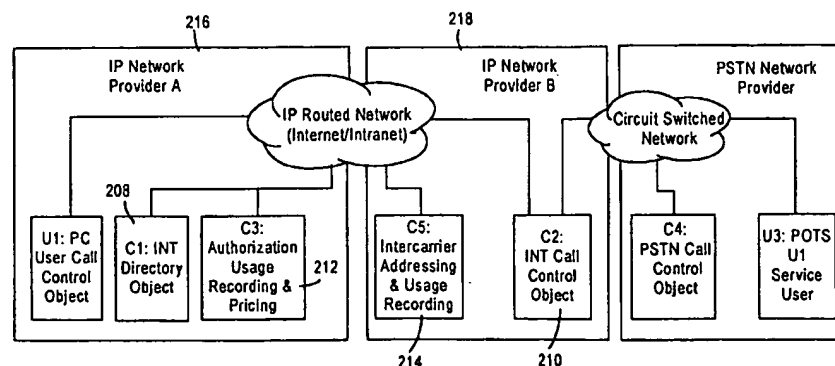 216
218
IP Network
Provider A
IP Network
Provider B
PSTN Network
Provider
IP Routed Network
(Internet/Intranet)
Circuit Switched
Network
208
U1: PC
User Call
Control
Object
C1: INT
Directory
Object
C3:
Authorization
Usage
Recording &
Pricing
212
C5:
Intercarrier
Addressing
& Usage
Recording
C2:
INT Call
Control
Object
C4:
PSTN Call
Control
Object
U3: POTS
U1
Service
User
214
210